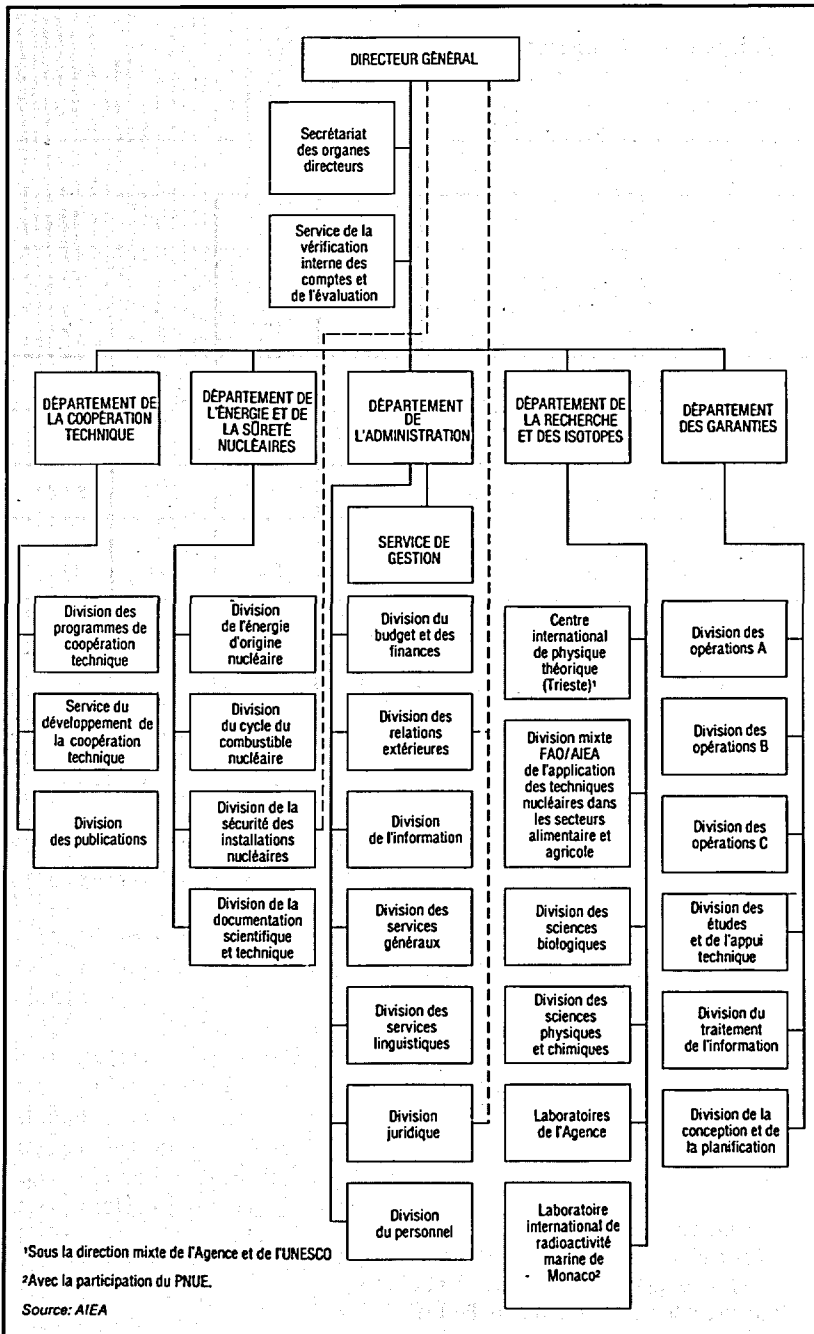 DIRECTEUR GÉNÉRAL
Secrétariat
des organes
directeurs
Service de la
vérification
interne des
comptes et
de l'évaluation
DÉPARTEMENT DE
LA COOPÉRATION
TECHNIQUE
DÉPARTEMENT DE
L'ÉNERGIE ET DE
LA SÛRETÉ
NUCLÉAIRES
DÉPARTEMENT
DE
L'ADMINISTRATION
DÉPARTEMENT DE
LA RECHERCHE
ET DES ISOTOPES
DÉPARTEMENT
DES GARANTIES
SERVICE DE
GESTION
Division des
programmes de
coopération
technique
Service du
développement de
la coopération
technique
Division
des publications
Division
de l'énergie
d'origine
nucléaire
Division
du cycle du
combustible
nucléaire
Division de la
sécurité des
installations
nucléaires
Division de la
documentation
scientifique
et technique
Division du
budget et des
finances
Division des
relations
extérieures
Division
de l'information
Division des
services
généraux
Division des
services
linguistiques
Division
juridique
Division
du personnel
Centre
international
de physique
théorique
(Trieste)¹
Division mixte
FAO/AIEA
de l'application
des techniques
nucléaires dans
les secteurs
alimentaire et
agricole
Division des
sciences
biologiques
Division des
sciences
physiques
et chimiques
Laboratoires
de l'Agence
Laboratoire
international de
radioactivité
marine de
Monaco²
Division des
opérations A
Division des
opérations B
Division des
opérations C
Division des
études
et de l'appui
technique
Division du
traitement
de l'information
Division de la
conception et de
la planification
¹Sous la direction mixte de l'Agence et de l'UNESCO
²Avec la participation du PNUE.
Source: AIEA